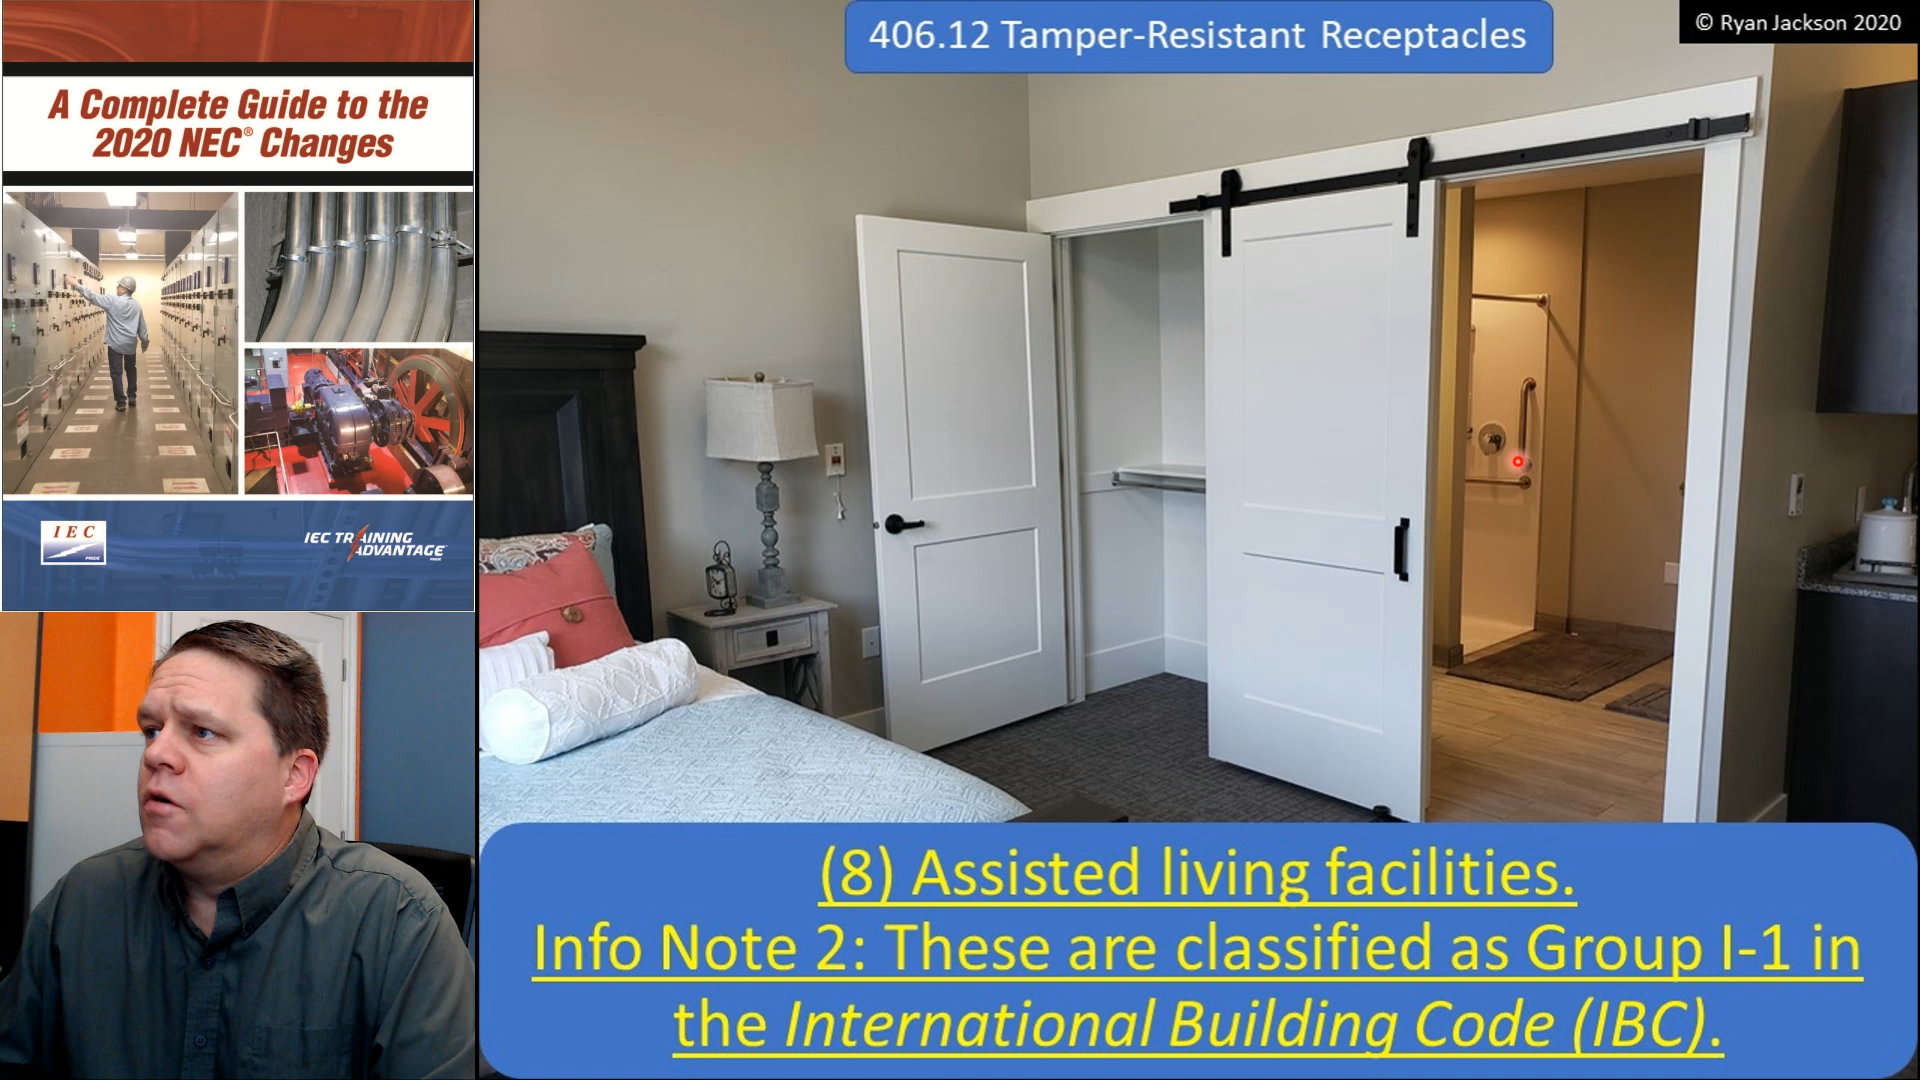 A Complete Guide to the
2020 NEC® Changes
IEC
IEC TRAINING
ADVANTAGE
406.12 Tamper-Resistant Receptacles
© Ryan Jackson 2020
(8) Assisted living facilities.
Info Note 2: These are classified as Group I-1 in
the International Building Code (IBC).